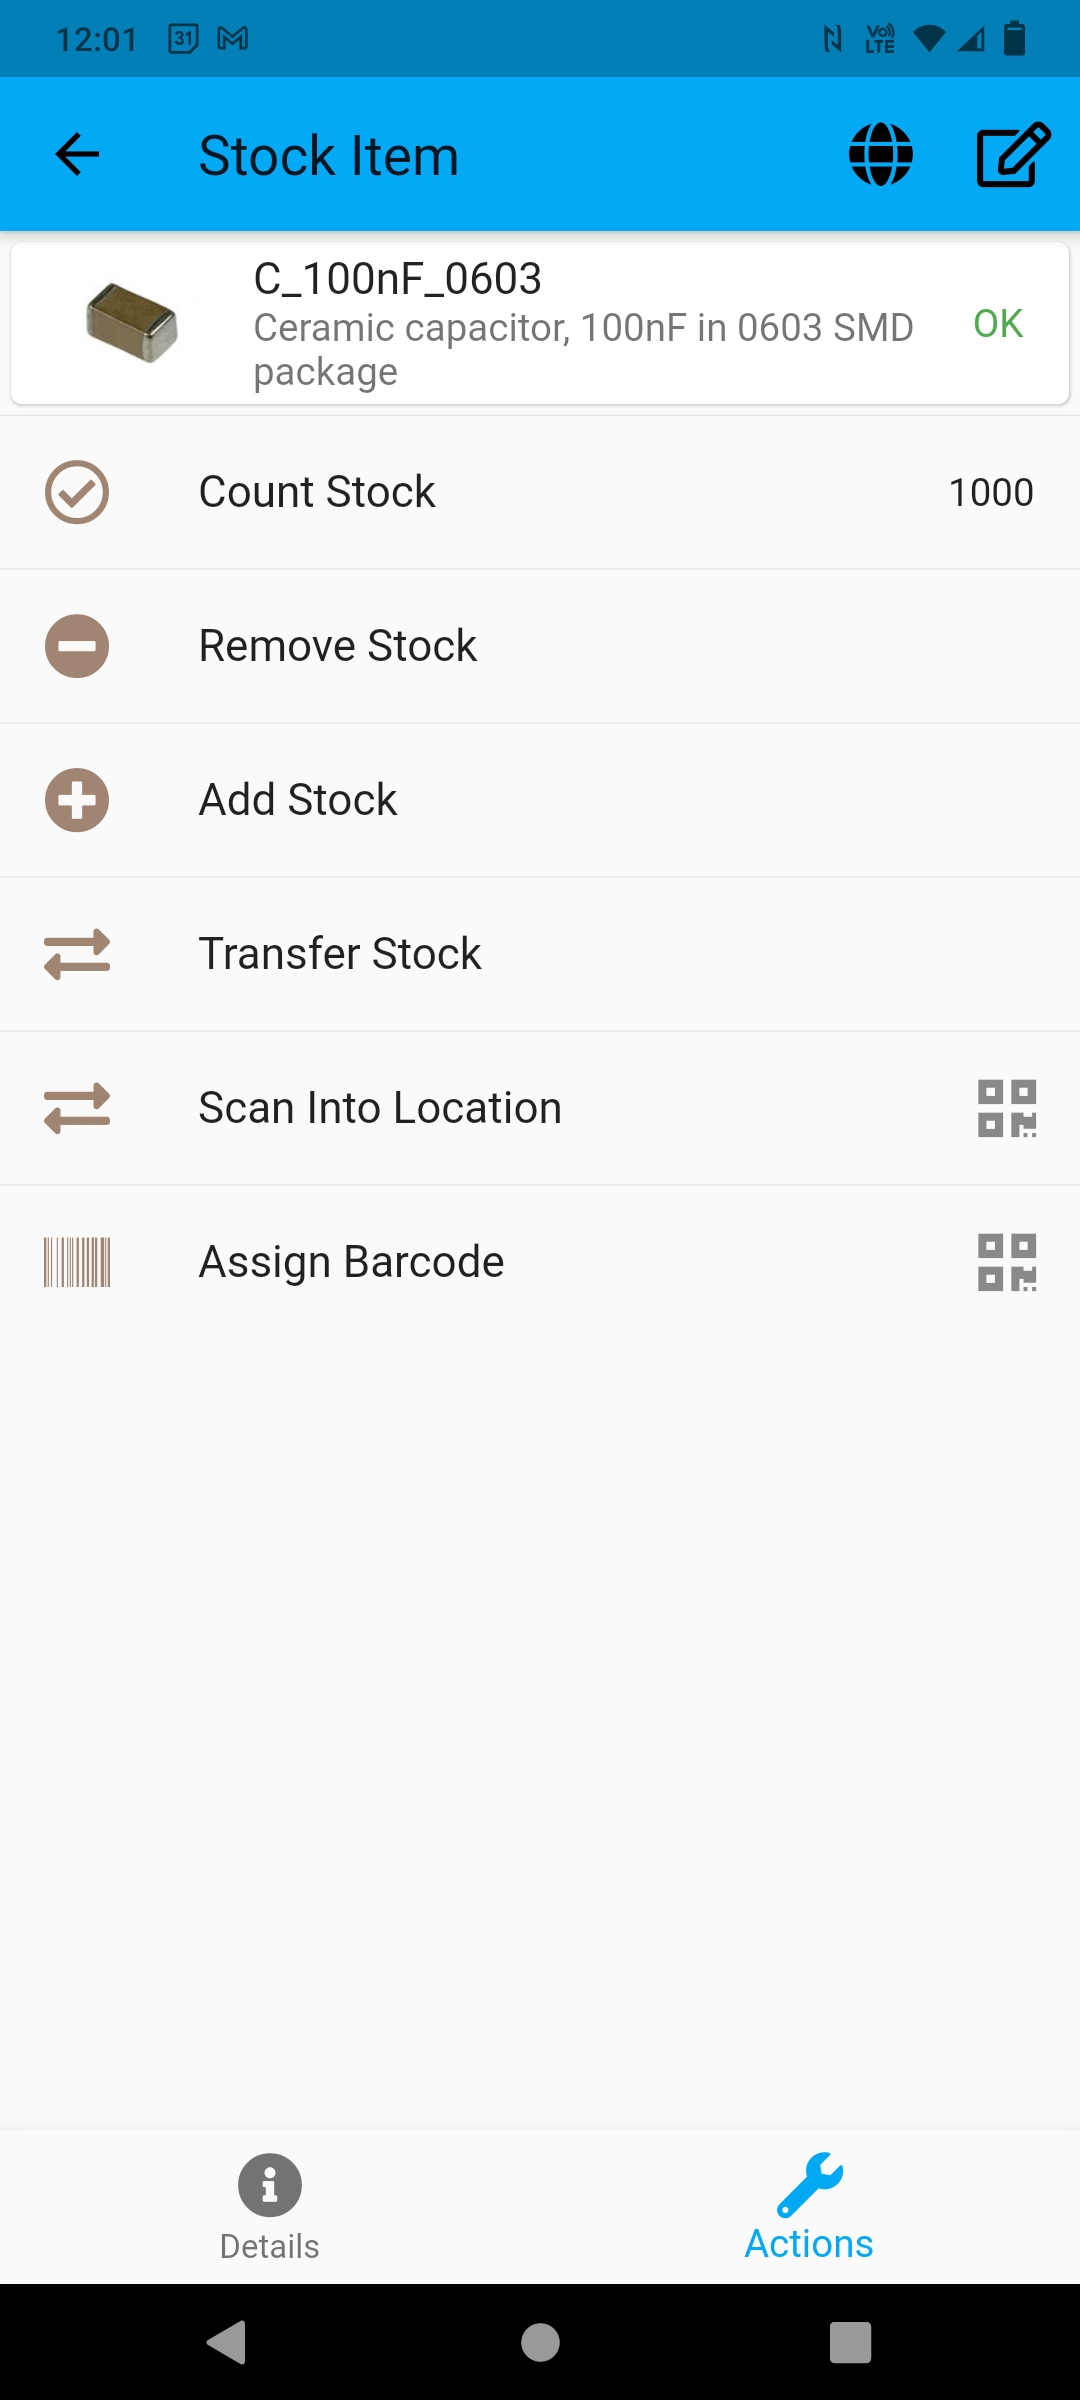 12:01 31 Vo)) LTE
Stock Item
C_100nF_0603
Ceramic capacitor, 100nF in 0603 SMD
package
OK
Count Stock 1000
Remove Stock
Add Stock
Transfer Stock
Scan Into Location
Assign Barcode
Details Actions